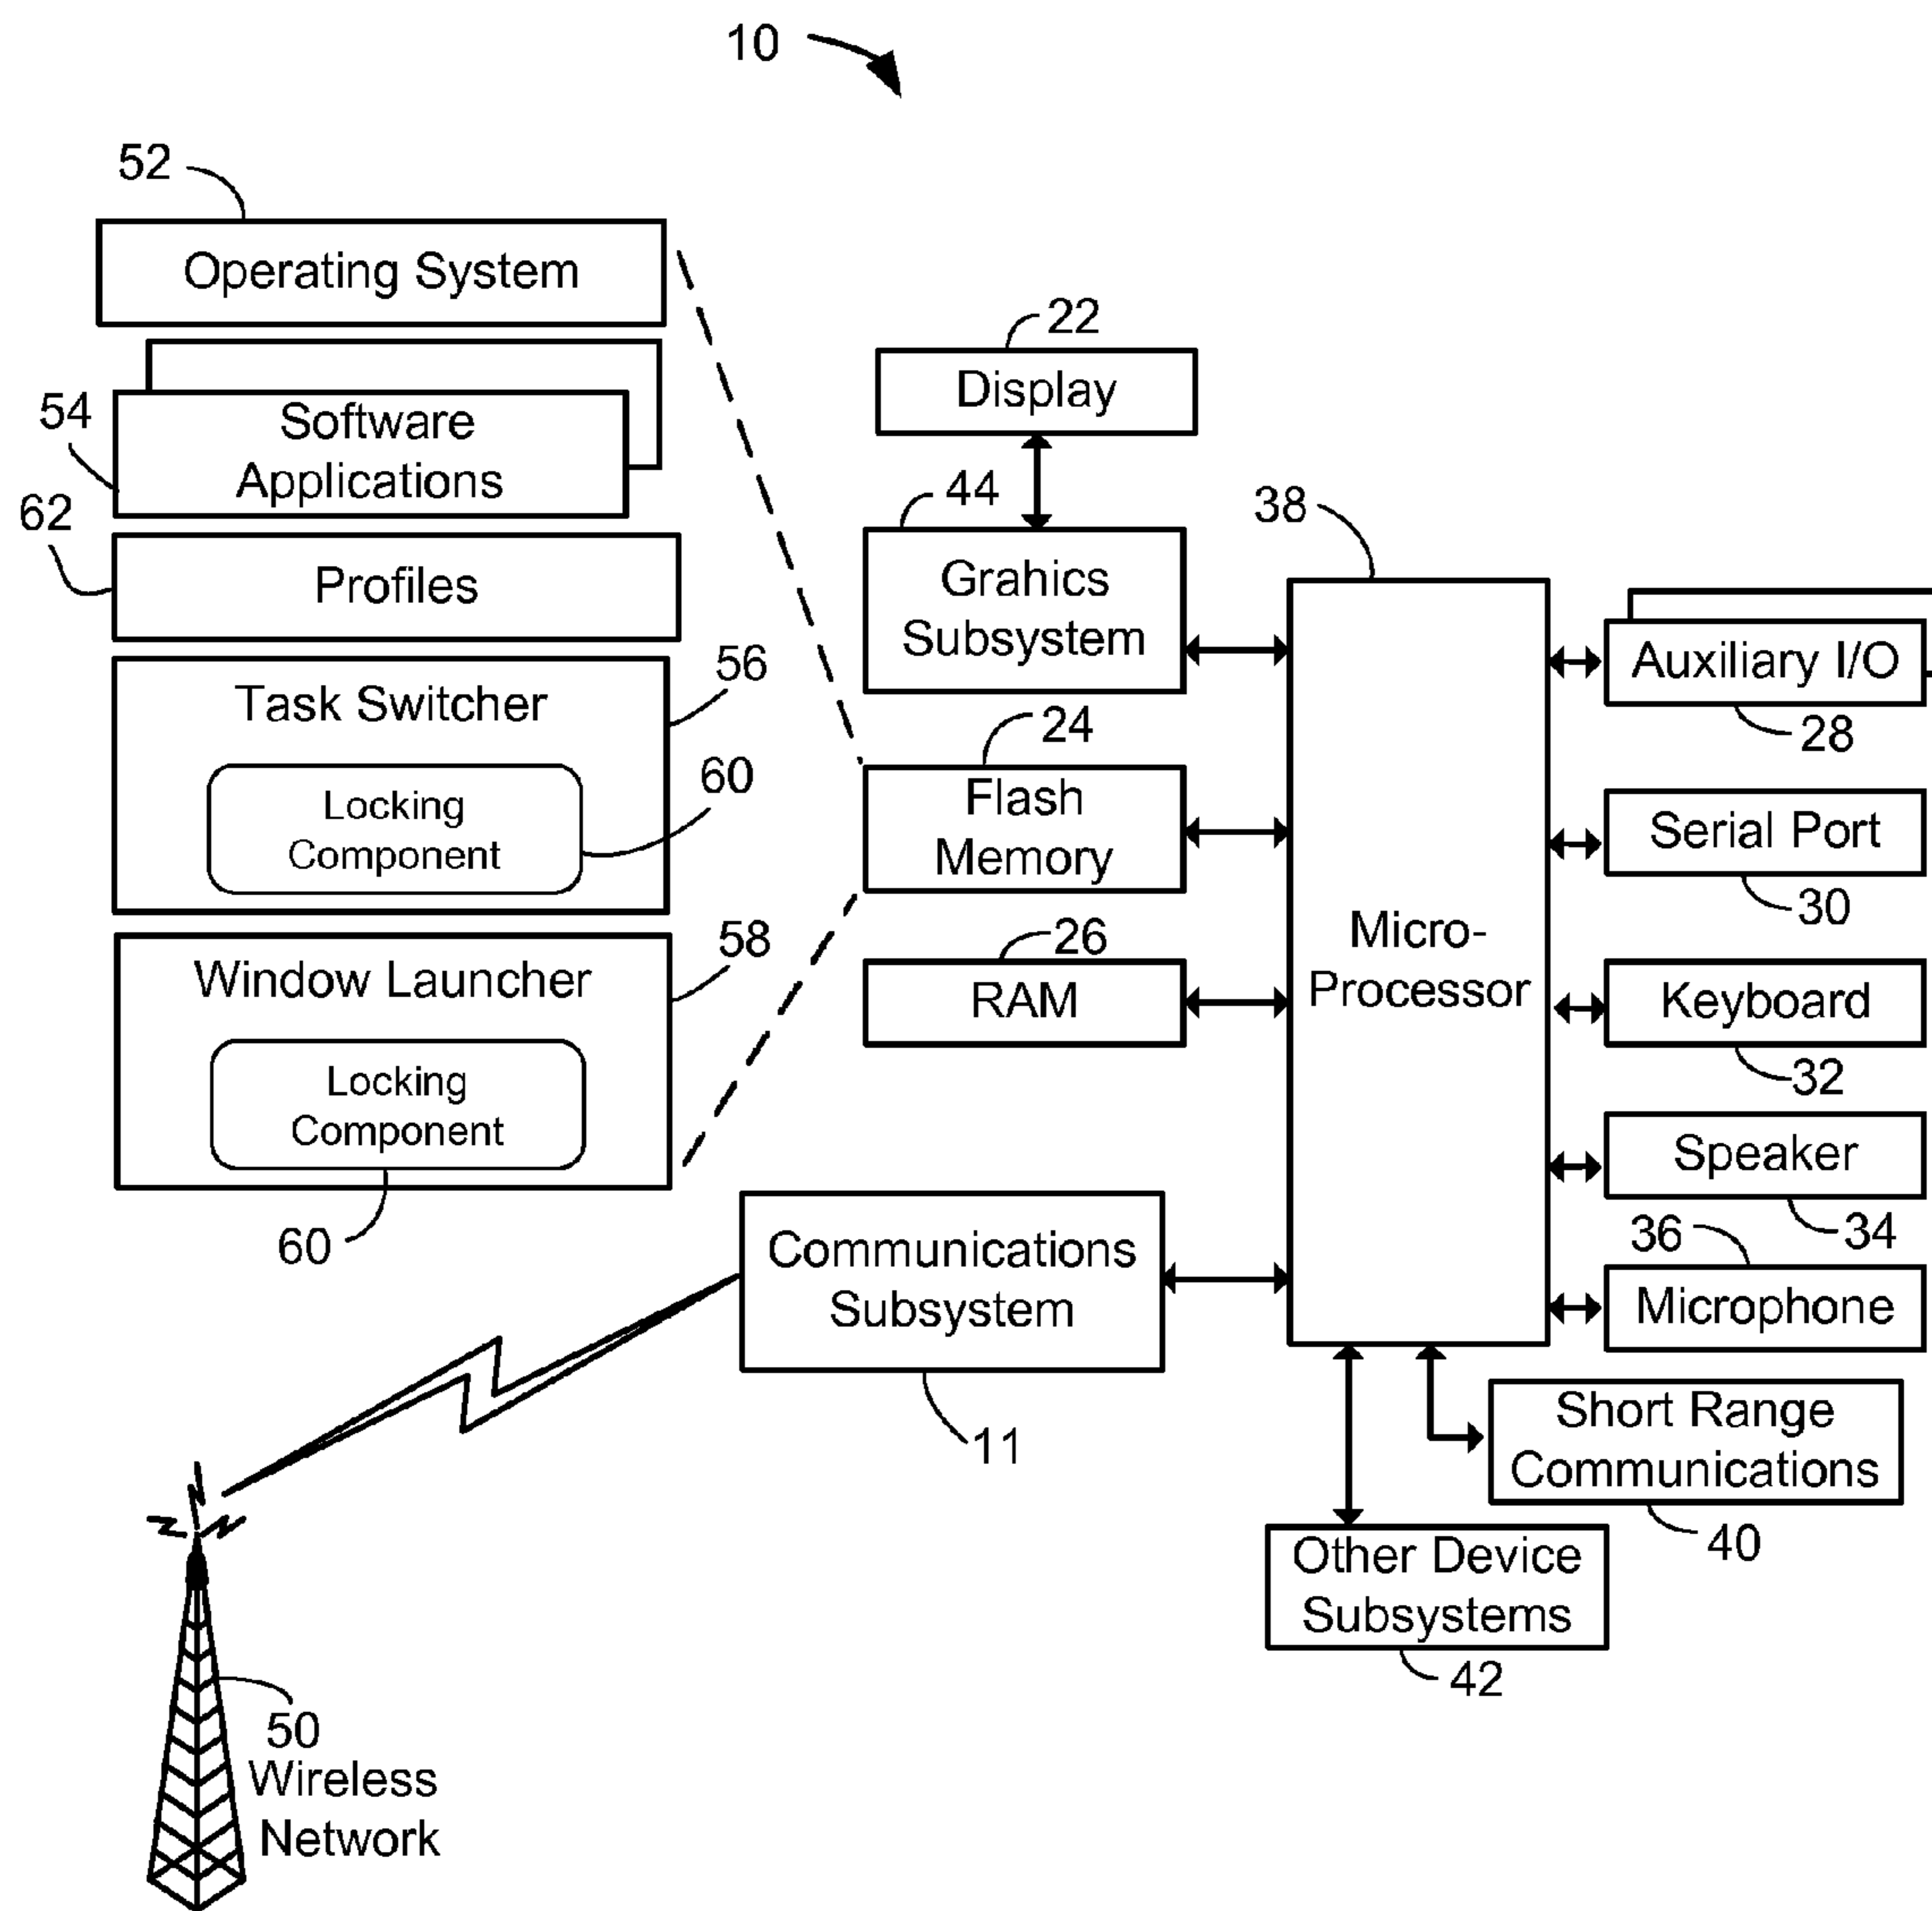 10
52
Operating System
54
Software
Applications
62
Profiles
56
Task Switcher
60
Locking
Component
58
Window Launcher
Locking
Component
60
22
Display
44
Grahics
Subsystem
24
Flash
Memory
26
RAM
Communications
Subsystem
11
38
Micro-
Processor
Auxiliary I/O
28
Serial Port
30
Keyboard
32
Speaker
34
36
Microphone
Short Range
Communications
40
Other Device
Subsystems
42
50
Wireless
Network